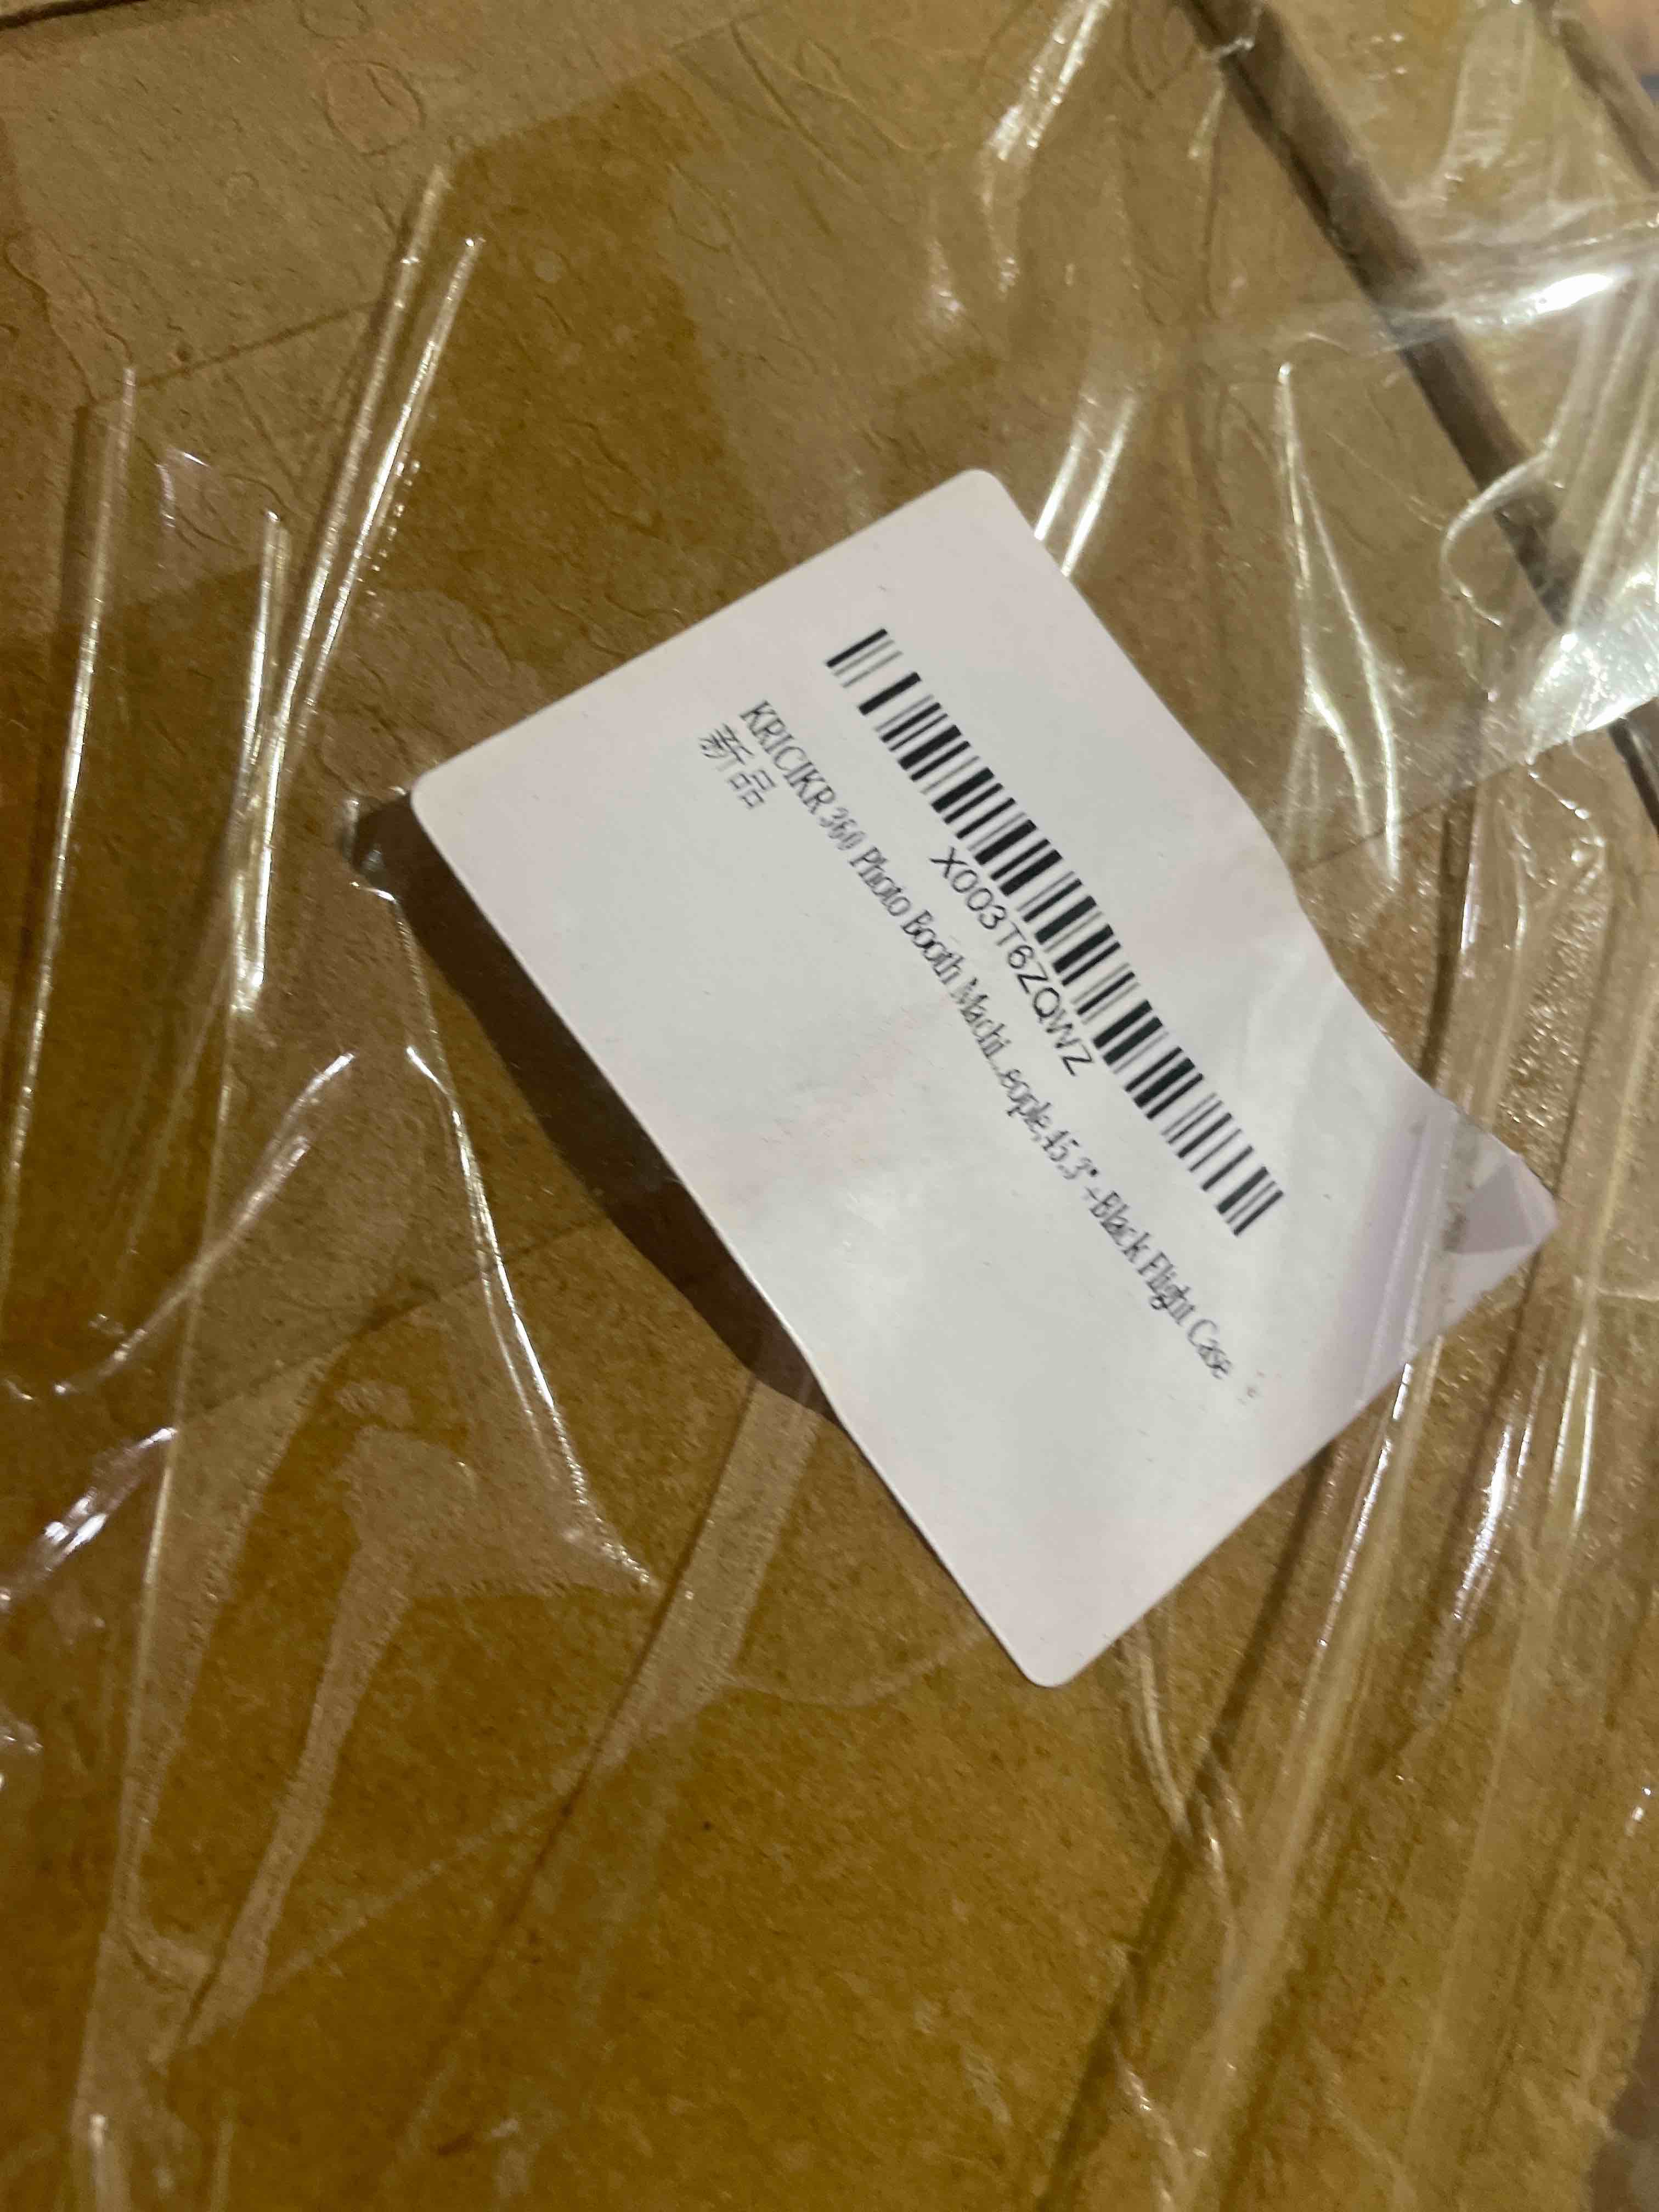 X003T6ZQWZ
KRICIKR 360 Photo Booth Machi...eople,45.3" +Black Flight Case
新品